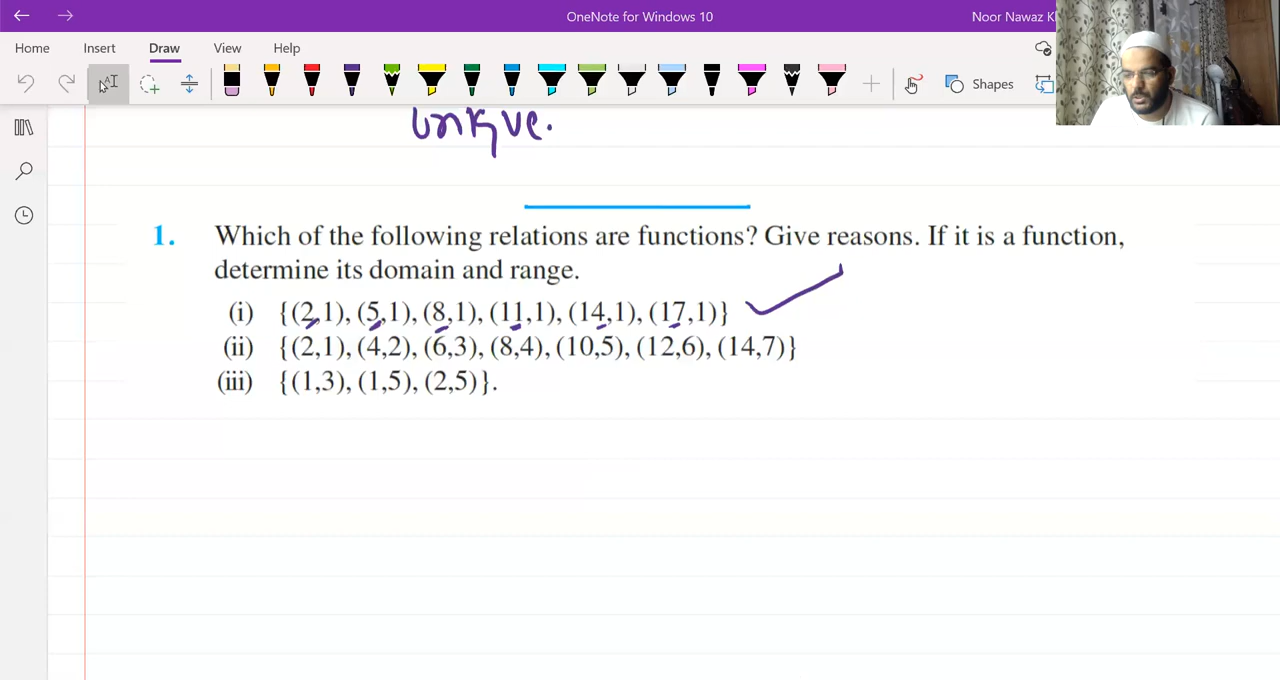 OneNote for Windows 10
Noor Nawaz K
Home Insert Draw View Help
Shapes
unique.
1. Which of the following relations are functions? Give reasons. If it is a function,
determine its domain and range.
(i) {(2,1), (5,1), (8,1), (11,1), (14,1), (17,1)}
(ii) {(2,1), (4,2), (6,3), (8,4), (10,5), (12,6), (14,7)}
(iii) {(1,3), (1,5), (2,5)}.